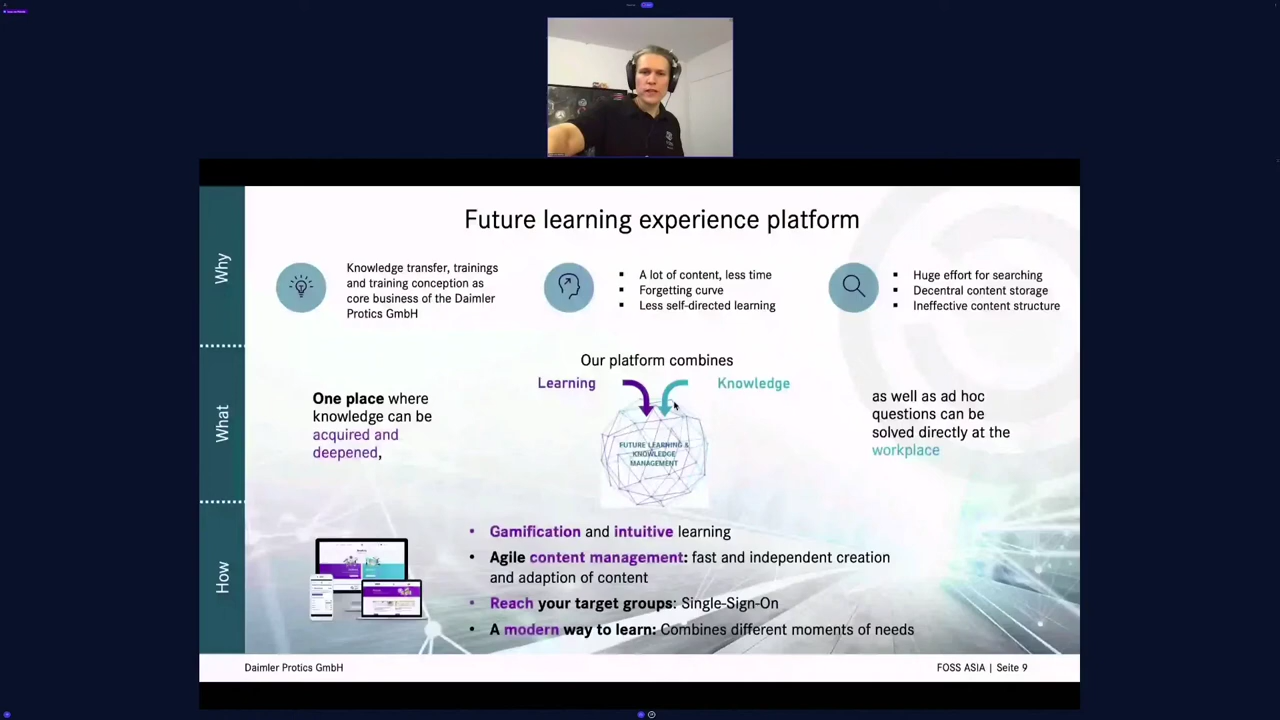 Future learning experience platform
Why
Knowledge transfer, trainings
and training conception as
core business of the Daimler
Protics GmbH
▪ A lot of content, less time
▪ Forgetting curve
▪ Less self-directed learning
▪ Huge effort for searching
▪ Decentral content storage
▪ Ineffective content structure
What
One place where
knowledge can be
acquired and
deepened,
Our platform combines
Learning
Knowledge
FUTURE LEARNING &
KNOWLEDGE
MANAGEMENT
as well as ad hoc
questions can be
solved directly at the
workplace
How
▪ Gamification and intuitive learning
• Agile content management: fast and independent creation
and adaption of content
▪ Reach your target groups: Single-Sign-On
• A modern way to learn: Combines different moments of needs
Daimler Protics GmbH
FOSS ASIA | Seite 9